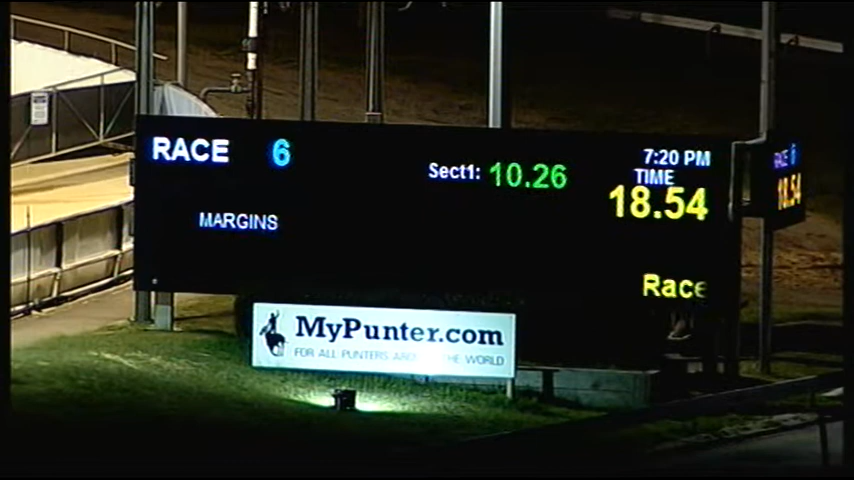 RACE 6
Sect1: 10.26
7:20 PM
TIME
18.54
MARGINS
Race
MyPunter.com
FOR ALL PUNTERS AROUND THE WORLD
RACE 6
18.54